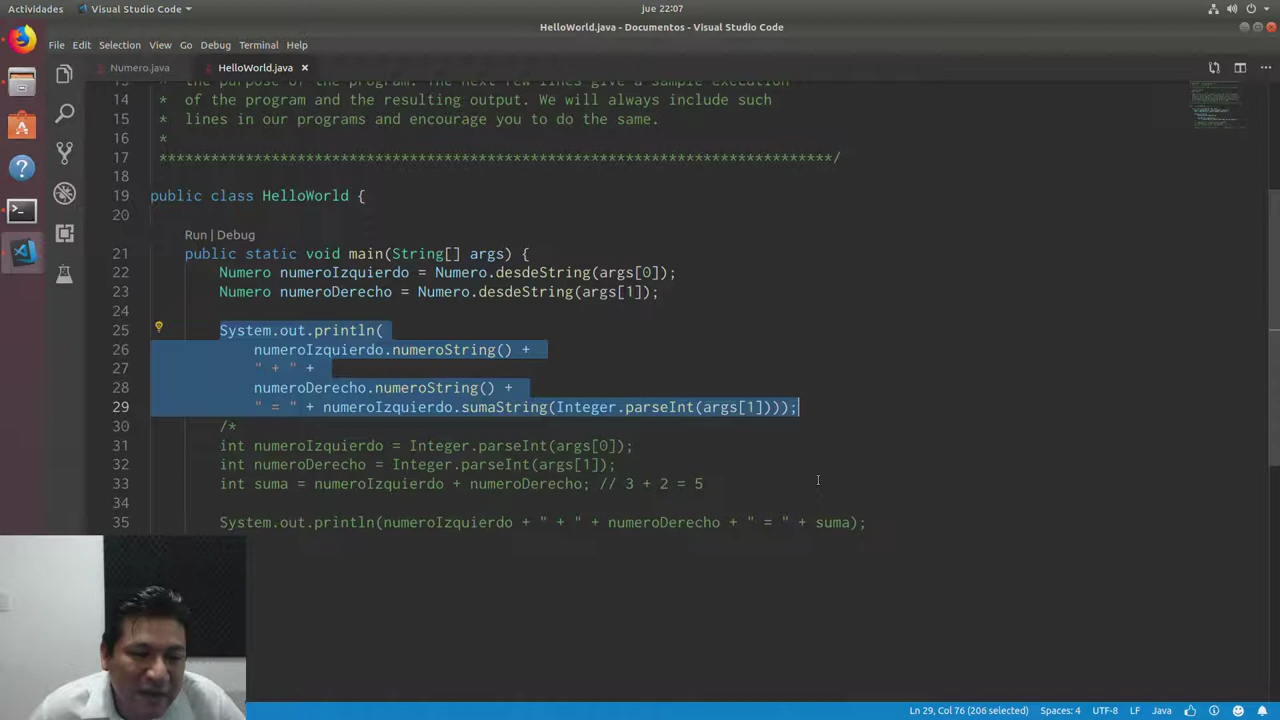 Actividades
Visual Studio Code
jue 22:07
HelloWorld.java - Documentos - Visual Studio Code
File Edit Selection View Go Debug Terminal Help
Numero.java
HelloWorld.java
13 * the purpose of the program. The next few lines give a sample execution
14 * of the program and the resulting output. We will always include such
15 * lines in our programs and encourage you to do the same.
16 *
17 ******************************************************************************/
18
19 public class HelloWorld {
20
Run | Debug
21 public static void main(String[] args) {
22 Numero numeroIzquierdo = Numero.desdeString(args[0]);
23 Numero numeroDerecho = Numero.desdeString(args[1]);
24
25 System.out.println(
26 numeroIzquierdo.numeroString() +
27 " + " +
28 numeroDerecho.numeroString() +
29 " = " + numeroIzquierdo.sumaString(Integer.parseInt(args[1])));
30 /*
31 int numeroIzquierdo = Integer.parseInt(args[0]);
32 int numeroDerecho = Integer.parseInt(args[1]);
33 int suma = numeroIzquierdo + numeroDerecho; // 3 + 2 = 5
34
35 System.out.println(numeroIzquierdo + " + " + numeroDerecho + " = " + suma);
Ln 29, Col 76 (206 selected) Spaces: 4 UTF-8 LF Java